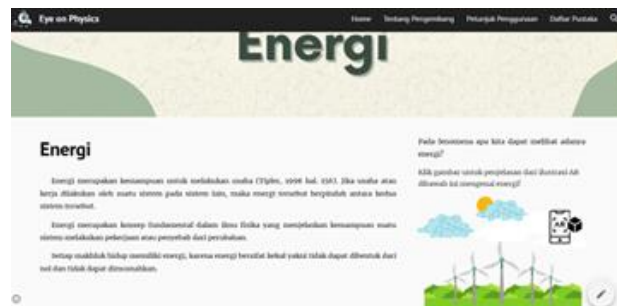 Eye on Physics
Home Tentang Pengembang Petunjuk Penggunaan Daftar Pustaka
Energi
Energi
Energi merupakan kemampuan untuk melakukan usaha (Tipler, 1998 hal. 156). Jika usaha atau
kerja dilakukan oleh suatu sistem pada sistem lain, maka energi tersebut berpindah antara kedua
sistem tersebut.
Energi merupakan konsep fundamental dalam ilmu fisika yang menjelaskan kemampuan suatu
sistem melakukan pekerjaan atau penyebab dari perubahan.
Setiap makhluk hidup memiliki energi, karena energi bersifat kekal yakni tidak dapat dibentuk dari
nol dan tidak dapat dimusnahkan.
Pada fenomena apa kita dapat melihat adanya
energi?
Klik gambar untuk penjelasan dari ilustrasi AR
dibawah ini mengenai energi!
AR